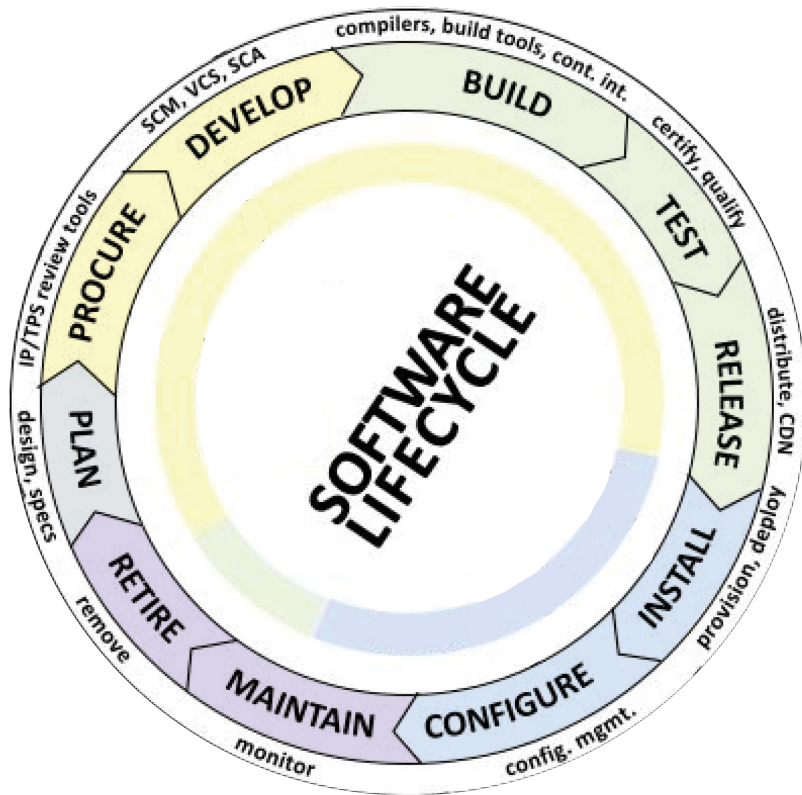 SOFTWARE
LIFECYCLE
PLAN
design, specs
PROCURE
IP/TPS review tools
DEVELOP
SCM, VCS, SCA
BUILD
compilers, build tools, cont. int.
TEST
certify, qualify
RELEASE
distribute, CDN
INSTALL
provision, deploy
CONFIGURE
config. mgmt.
MAINTAIN
monitor
RETIRE
remove